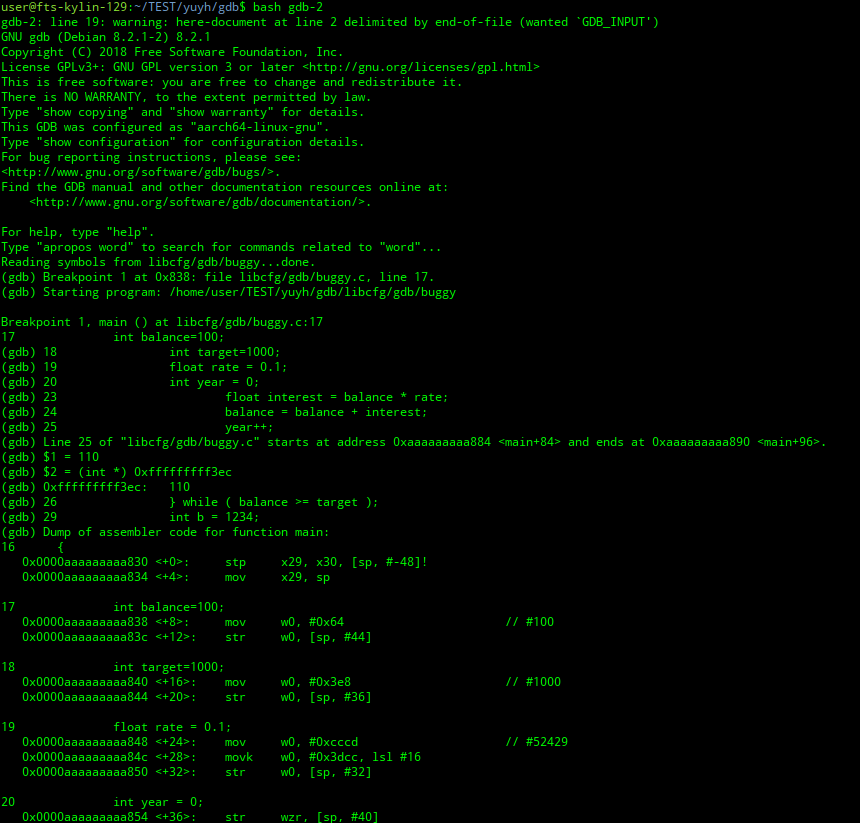 user@fts-kylin-129:~/TEST/yuyh/gdb$ bash gdb-2
gdb-2: line 19: warning: here-document at line 2 delimited by end-of-file (wanted `GDB_INPUT')
GNU gdb (Debian 8.2.1-2) 8.2.1
Copyright (C) 2018 Free Software Foundation, Inc.
License GPLv3+: GNU GPL version 3 or later <http://gnu.org/licenses/gpl.html>
This is free software: you are free to change and redistribute it.
There is NO WARRANTY, to the extent permitted by law.
Type "show copying" and "show warranty" for details.
This GDB was configured as "aarch64-linux-gnu".
Type "show configuration" for configuration details.
For bug reporting instructions, please see:
<http://www.gnu.org/software/gdb/bugs/>.
Find the GDB manual and other documentation resources online at:
    <http://www.gnu.org/software/gdb/documentation/>.

For help, type "help".
Type "apropos word" to search for commands related to "word"...
Reading symbols from libcfg/gdb/buggy...done.
(gdb) Breakpoint 1 at 0x838: file libcfg/gdb/buggy.c, line 17.
(gdb) Starting program: /home/user/TEST/yuyh/gdb/libcfg/gdb/buggy

Breakpoint 1, main () at libcfg/gdb/buggy.c:17
17              int balance=100;
(gdb) 18                int target=1000;
(gdb) 19                float rate = 0.1;
(gdb) 20                int year = 0;
(gdb) 23                        float interest = balance * rate;
(gdb) 24                        balance = balance + interest;
(gdb) 25                        year++;
(gdb) Line 25 of "libcfg/gdb/buggy.c" starts at address 0xaaaaaaaaa884 <main+84> and ends at 0xaaaaaaaaa890 <main+96>.
(gdb) $1 = 110
(gdb) $2 = (int *) 0xfffffffff3ec
(gdb) 0xfffffffff3ec:   110
(gdb) 26                } while ( balance >= target );
(gdb) 29                int b = 1234;
(gdb) Dump of assembler code for function main:
16      {
   0x0000aaaaaaaaa830 <+0>:     stp     x29, x30, [sp, #-48]!
   0x0000aaaaaaaaa834 <+4>:     mov     x29, sp

17              int balance=100;
   0x0000aaaaaaaaa838 <+8>:     mov     w0, #0x64                       // #100
   0x0000aaaaaaaaa83c <+12>:    str     w0, [sp, #44]

18              int target=1000;
   0x0000aaaaaaaaa840 <+16>:    mov     w0, #0x3e8                      // #1000
   0x0000aaaaaaaaa844 <+20>:    str     w0, [sp, #36]

19              float rate = 0.1;
   0x0000aaaaaaaaa848 <+24>:    mov     w0, #0xcccd                     // #52429
   0x0000aaaaaaaaa84c <+28>:    movk    w0, #0x3dcc, lsl #16
   0x0000aaaaaaaaa850 <+32>:    str     w0, [sp, #32]

20              int year = 0;
   0x0000aaaaaaaaa854 <+36>:    str     wzr, [sp, #40]